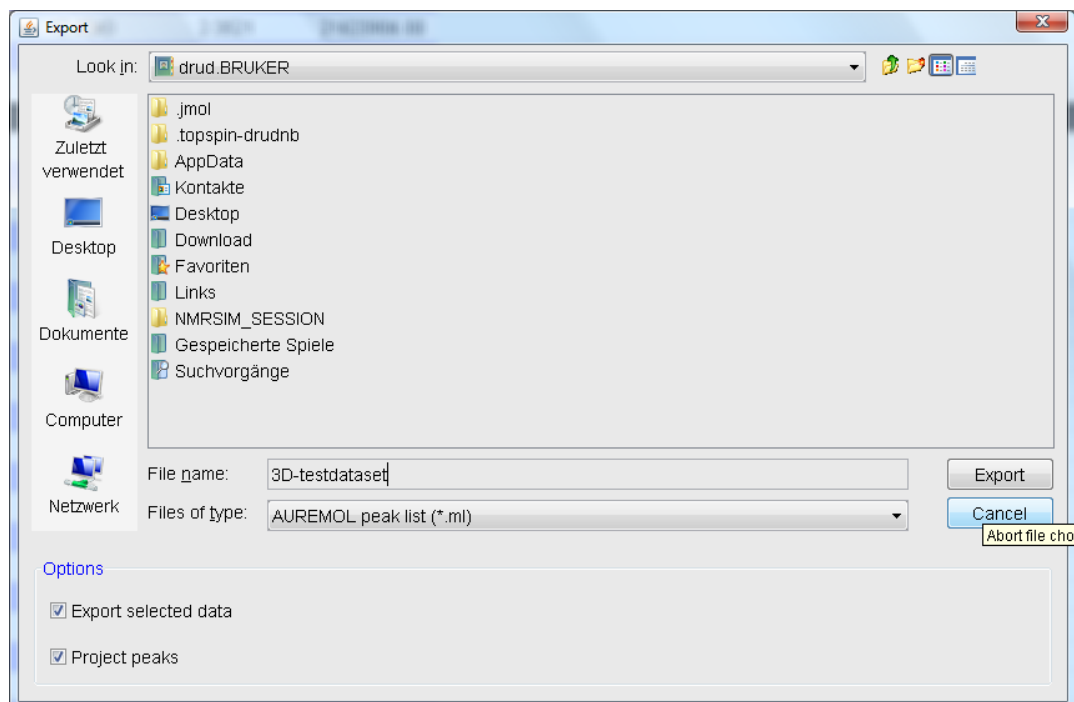 Export
Look in:
drud.BRUKER
Zuletzt
verwendet
Desktop
Dokumente
Computer
Netzwerk
.jmol
.topspin-drudnb
AppData
Kontakte
Desktop
Download
Favoriten
Links
NMRSIM_SESSION
Gespeicherte Spiele
Suchvorgänge
File name:
3D-testdataset
Export
Files of type:
AUREMOL peak list (*.ml)
Cancel
Abort file cho
Options
Export selected data
Project peaks